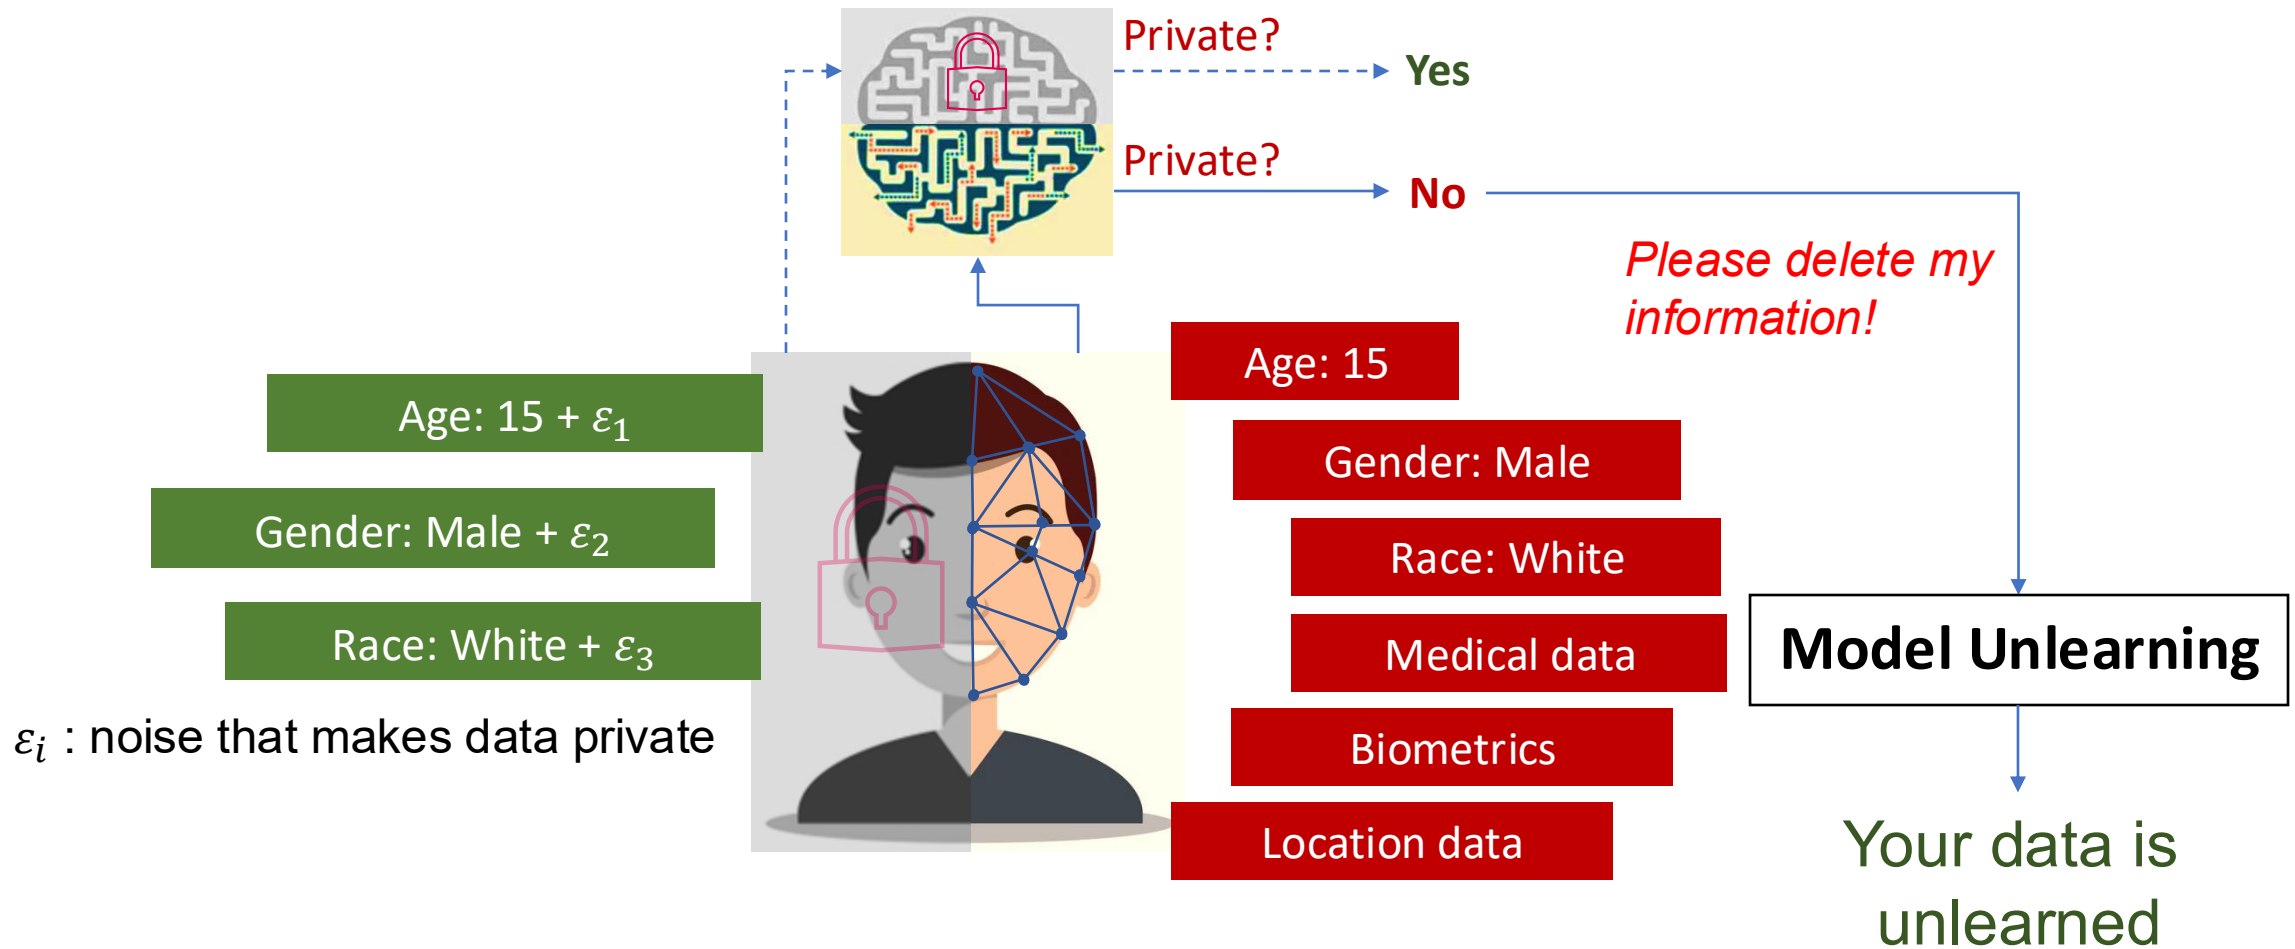 Private?
Yes
Private?
No
Please delete my
information!
Age: 15 + ε₁
Gender: Male + ε₂
Race: White + ε₃
εᵢ : noise that makes data private
Age: 15
Gender: Male
Race: White
Medical data
Biometrics
Location data
Model Unlearning
Your data is
unlearned